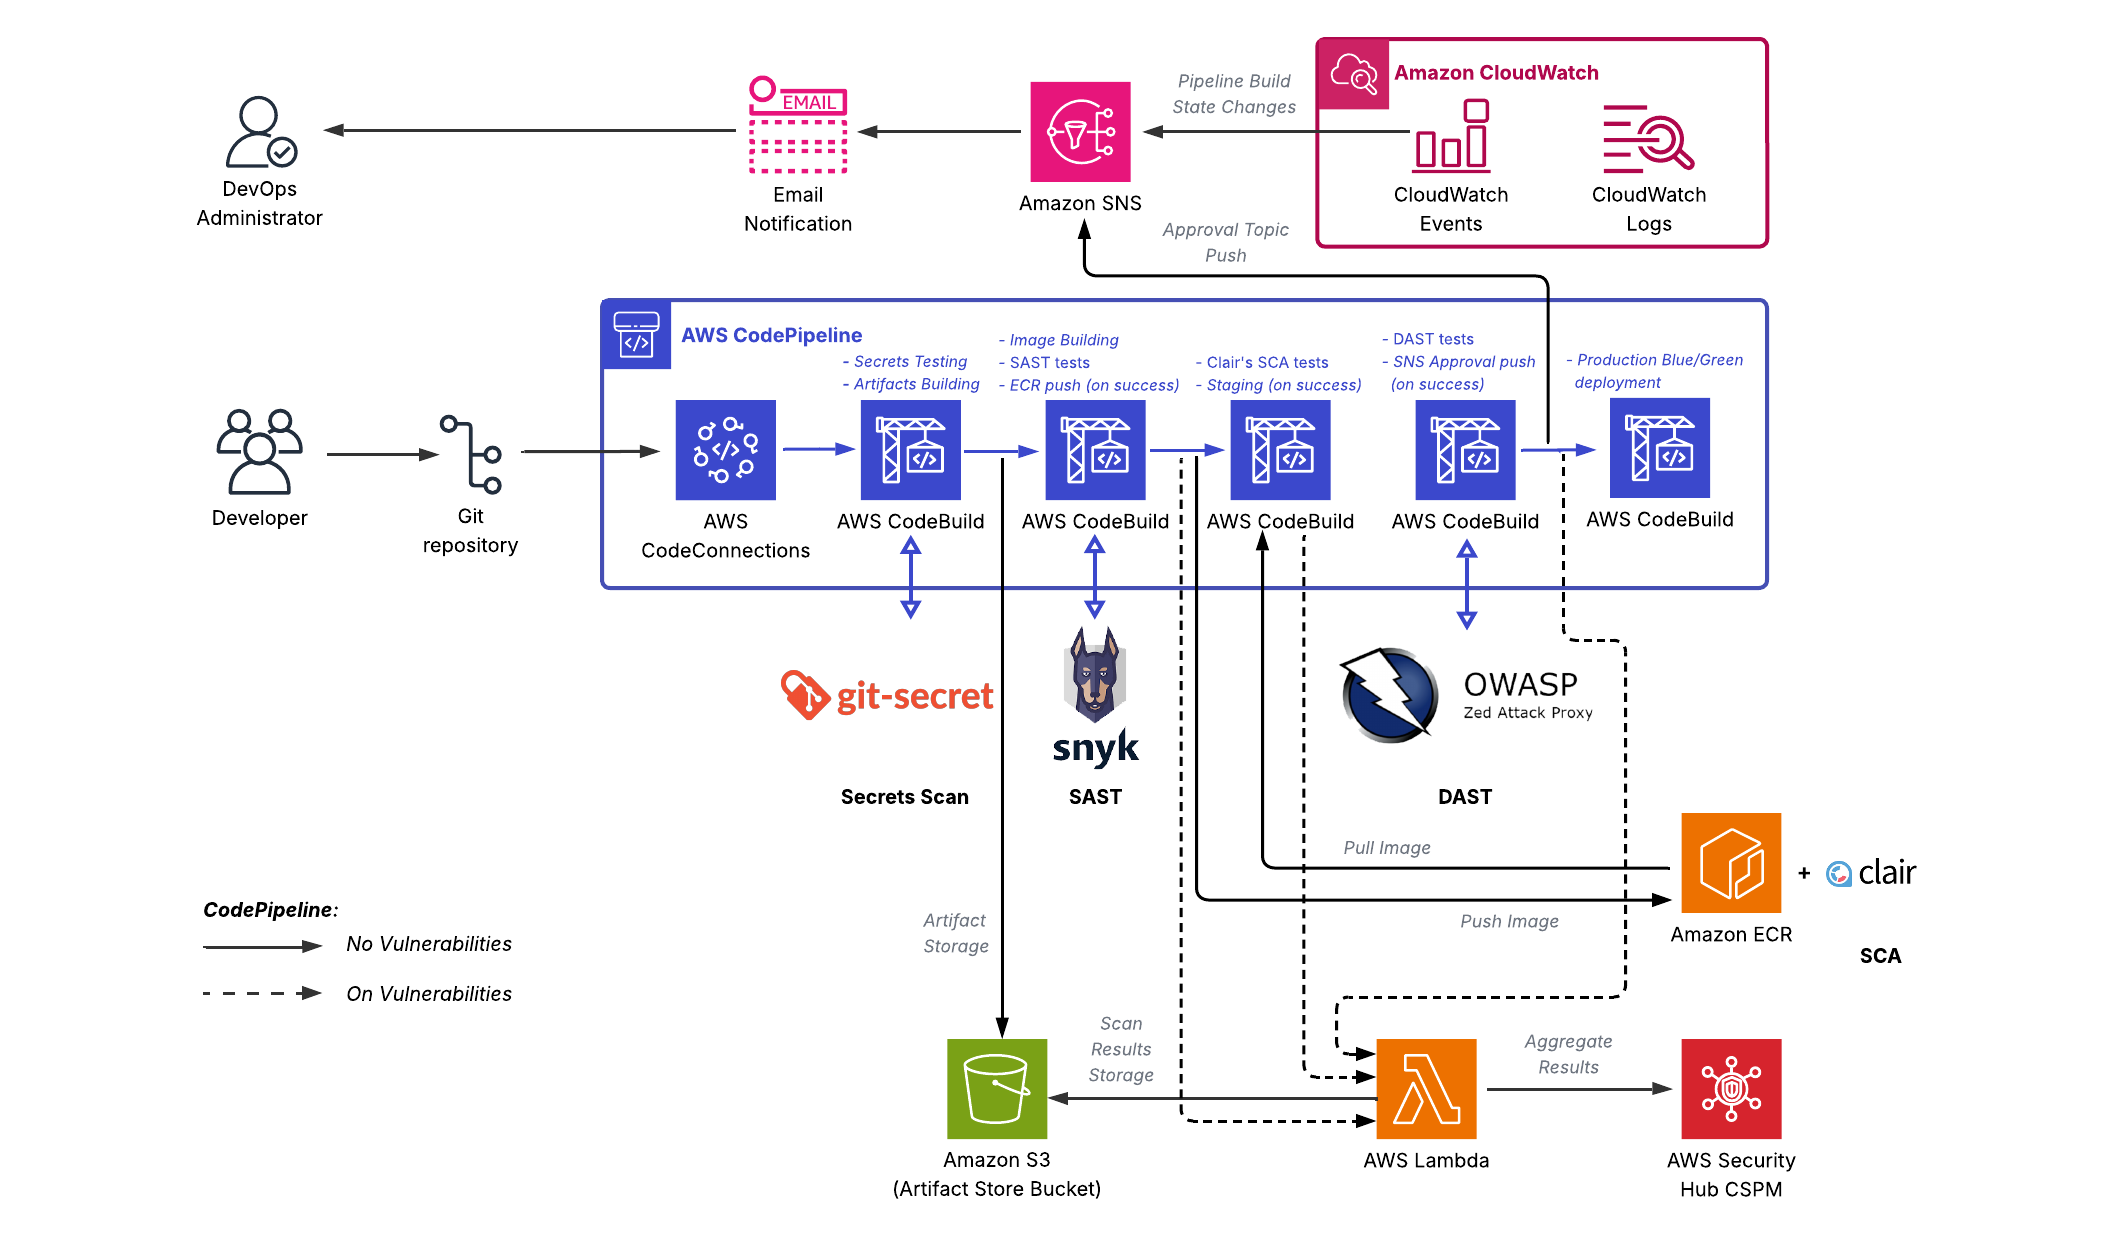 Pipeline Build
State Changes
Amazon CloudWatch
EMAIL
DevOps
Administrator
Email
Notification
Amazon SNS
CloudWatch
Events
CloudWatch
Logs
Approval Topic
Push
AWS CodePipeline
- Secrets Testing
- Artifacts Building
- Image Building
- SAST tests
- ECR push (on success)
- Clair's SCA tests
- Staging (on success)
- DAST tests
- SNS Approval push
(on success)
- Production Blue/Green
deployment
Developer
Git
repository
AWS
CodeConnections
AWS CodeBuild
AWS CodeBuild
AWS CodeBuild
AWS CodeBuild
AWS CodeBuild
git-secret
snyk
OWASP
Zed Attack Proxy
Secrets Scan
SAST
DAST
Pull Image
Push Image
+
clair
Amazon ECR
SCA
CodePipeline:
No Vulnerabilities
On Vulnerabilities
Artifact
Storage
Scan
Results
Storage
Aggregate
Results
Amazon S3
(Artifact Store Bucket)
AWS Lambda
AWS Security
Hub CSPM